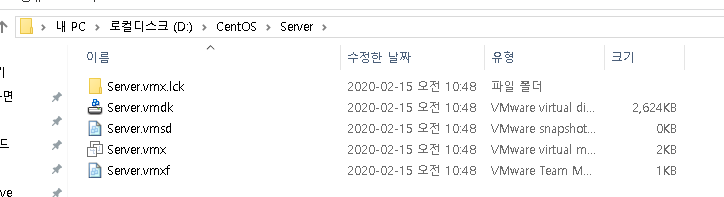 › 내 PC › 로컬디스크 (D:) › CentOS › Server ›
이름 수정한 날짜 유형 크기
Server.vmx.lck 2020-02-15 오전 10:48 파일 폴더
Server.vmdk 2020-02-15 오전 10:48 VMware virtual di... 2,624KB
Server.vmsd 2020-02-15 오전 10:48 VMware snapshot... 0KB
Server.vmx 2020-02-15 오전 10:48 VMware virtual m... 2KB
Server.vmxf 2020-02-15 오전 10:48 VMware Team M... 1KB